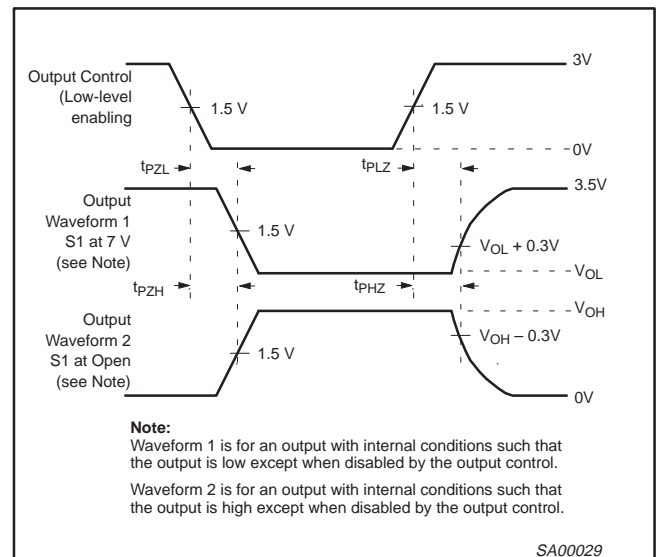 3V
Output Control
(Low-level
enabling
1.5 V
1.5 V
0V
tPZL
tPLZ
3.5V
Output
Waveform 1
S1 at 7 V
(see Note)
1.5 V
VOL + 0.3V
VOL
tPZH
tPHZ
VOH
Output
Waveform 2
S1 at Open
(see Note)
1.5 V
VOH – 0.3V
0V
Note:
Waveform 1 is for an output with internal conditions such that
the output is low except when disabled by the output control.
Waveform 2 is for an output with internal conditions such that
the output is high except when disabled by the output control.
SA00029